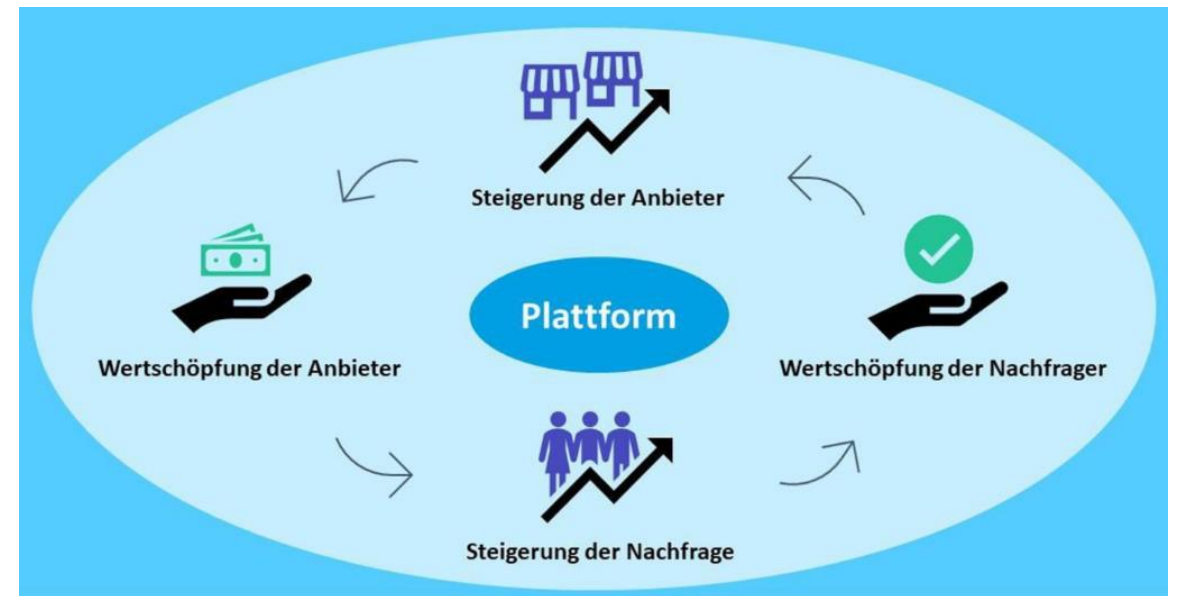 Steigerung der Anbieter
Plattform
Wertschöpfung der Anbieter
Wertschöpfung der Nachfrager
Steigerung der Nachfrage